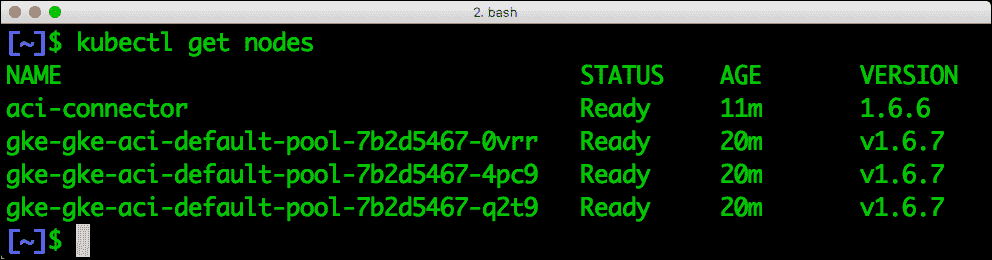 2. bash
[~]$ kubectl get nodes
NAME STATUS AGE VERSION
aci-connector Ready 11m 1.6.6
gke-gke-aci-default-pool-7b2d5467-0vrr Ready 20m v1.6.7
gke-gke-aci-default-pool-7b2d5467-4pc9 Ready 20m v1.6.7
gke-gke-aci-default-pool-7b2d5467-q2t9 Ready 20m v1.6.7
[~]$